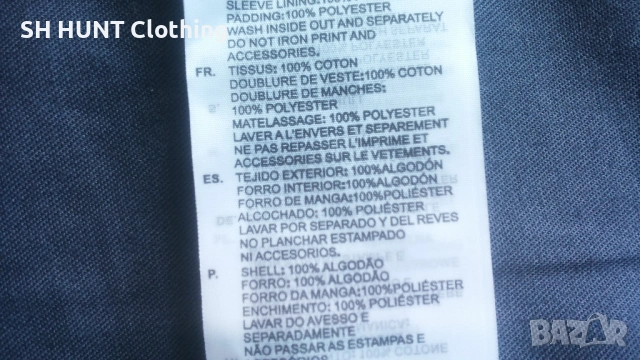 SH HUNT Clothing
SLEEVE LINING:100% POLYESTER
PADDING:100% POLYESTER
WASH INSIDE OUT AND SEPARATELY
DO NOT IRON PRINT AND
ACCESSORIES.
FR. TISSUS: 100% COTON
DOUBLURE DE VESTE:100% COTON
DOUBLURE DE MANCHES:
100% POLYESTER
MATELASSAGE: 100% POLYESTER
LAVER A L'ENVERS ET SEPAREMENT
NE PAS REPASSER L'IMPRIME ET
ACCESSORIES SUR LE VETEMENTS.
ES. TEJIDO EXTERIOR: 100%ALGODÓN
FORRO INTERIOR:100%ALGODÓN
FORRO DE MANGA:100%POLIÉSTER
ALCOCHADO: 100% POLIÉSTER
LAVAR POR SEPARADO Y DEL REVES
NO PLANCHAR ESTAMPADO
NI ACCESORIOS.
P. SHELL: 100% ALGODÃO
FORRO: 100%ALGODÃO
FORRO DA MANGA:100%POLIÉSTER
ENCHIMENTO: 100% POLIÉSTER
LAVAR DO AVESSO E
SEPARADAMENTE
NÃO PASSAR AS ESTAMPAS E
BAZAR